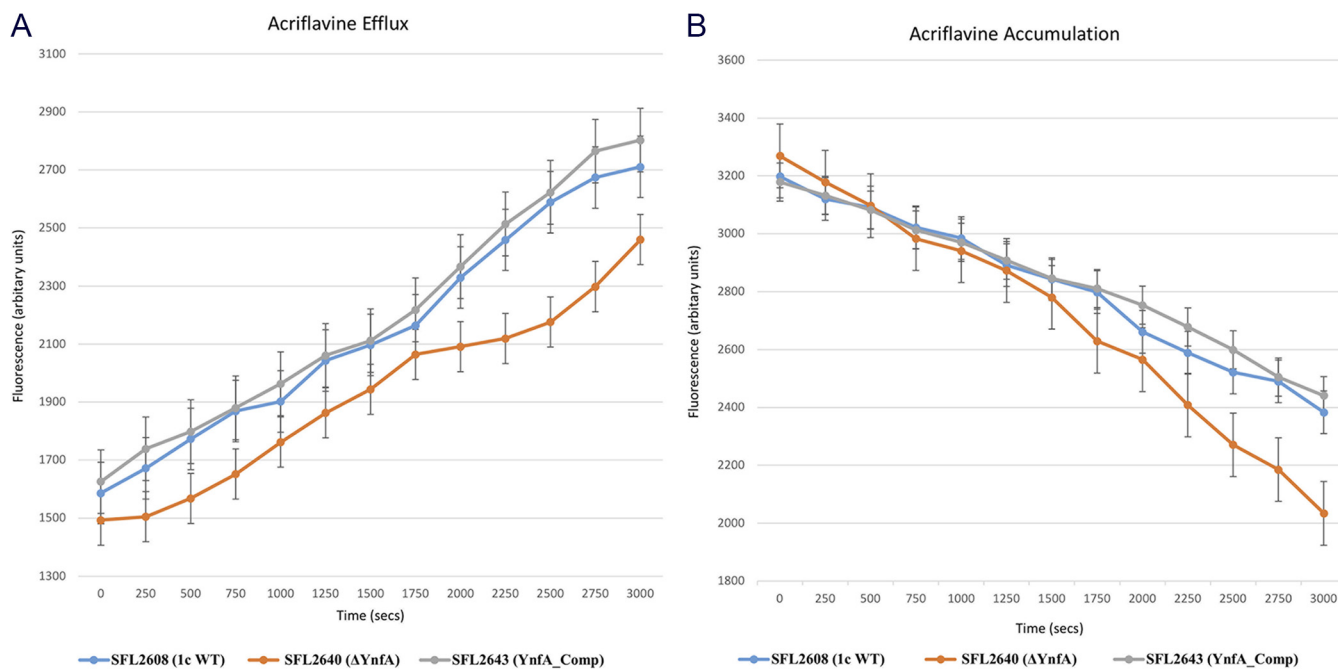 A
Acriflavine Efflux
Fluorescence (arbitrary units)
3100
2900
2700
2500
2300
2100
1900
1700
1500
1300
0 250 500 750 1000 1250 1500 1750 2000 2250 2500 2750 3000
Time (secs)
SFL2608 (1c WT) SFL2640 (ΔYnfA) SFL2643 (YnfA_Comp)
B
Acriflavine Accumulation
Fluorescence (arbitrary units)
3600
3400
3200
3000
2800
2600
2400
2200
2000
1800
0 250 500 750 1000 1250 1500 1750 2000 2250 2500 2750 3000
Time (secs)
SFL2608 (1c WT) SFL2640 (ΔYnfA) SFL2643 (YnfA_Comp)